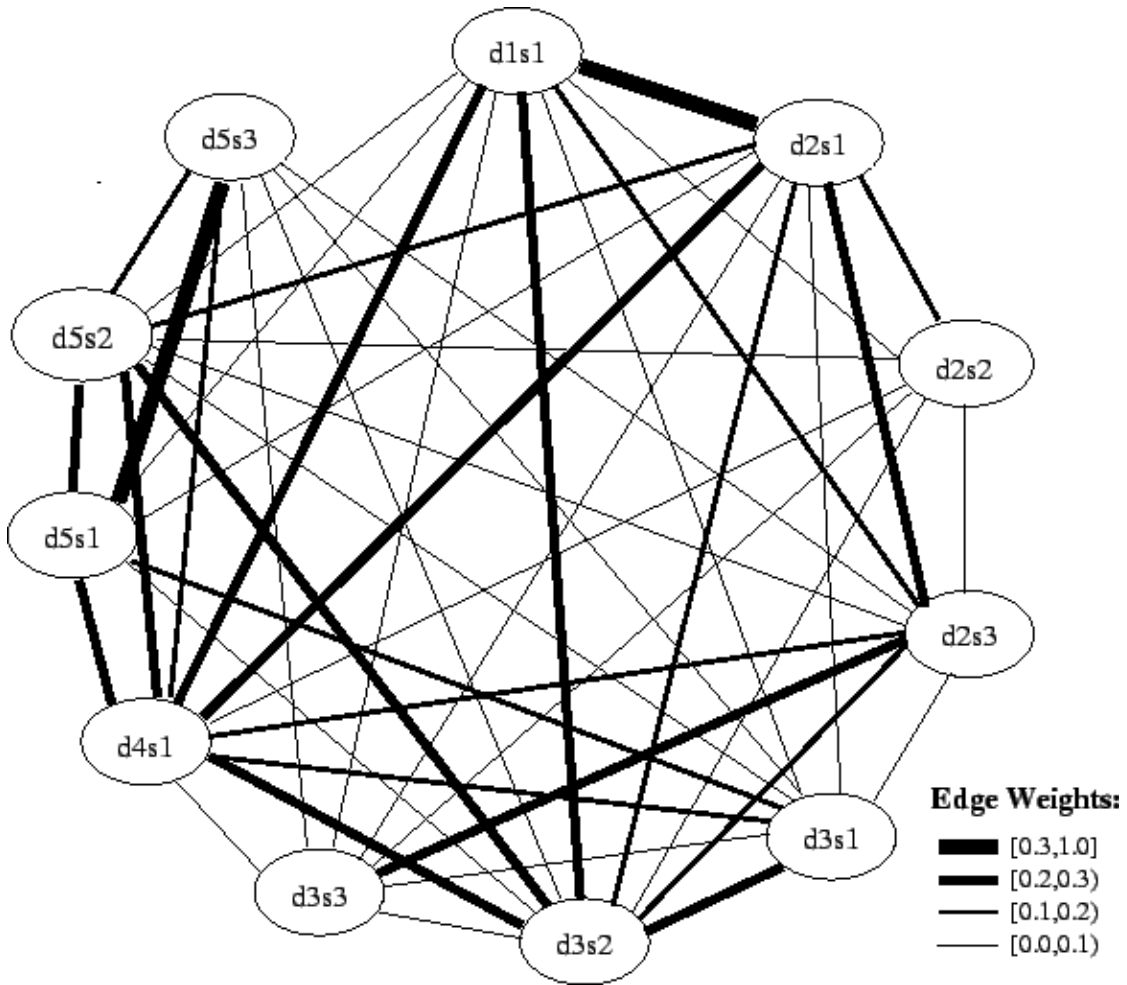 d1s1
d5s3
d2s1
d5s2
d2s2
d5s1
d2s3
d4s1
d3s1
d3s3
d3s2
Edge Weights:
[0.3,1.0]
[0.2,0.3)
[0.1,0.2)
[0.0,0.1)